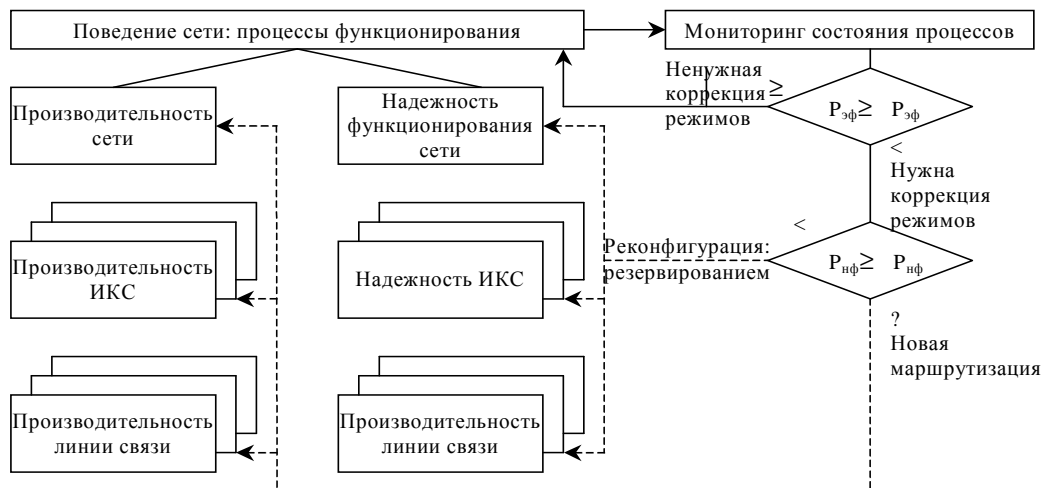 Поведение сети: процессы функционирования
Мониторинг состояния процессов
Ненужная
коррекция
режимов
≥
Производительность
сети
Надежность
функционирования
сети
Pэф ≥ Pэф
<
Нужна
коррекция
режимов
<
Реконфигурация:
резервированием
Pнф ≥ Pнф
Производительность
ИКС
Надежность ИКС
?
Новая
маршрутизация
Производительность
линии связи
Производительность
линии связи